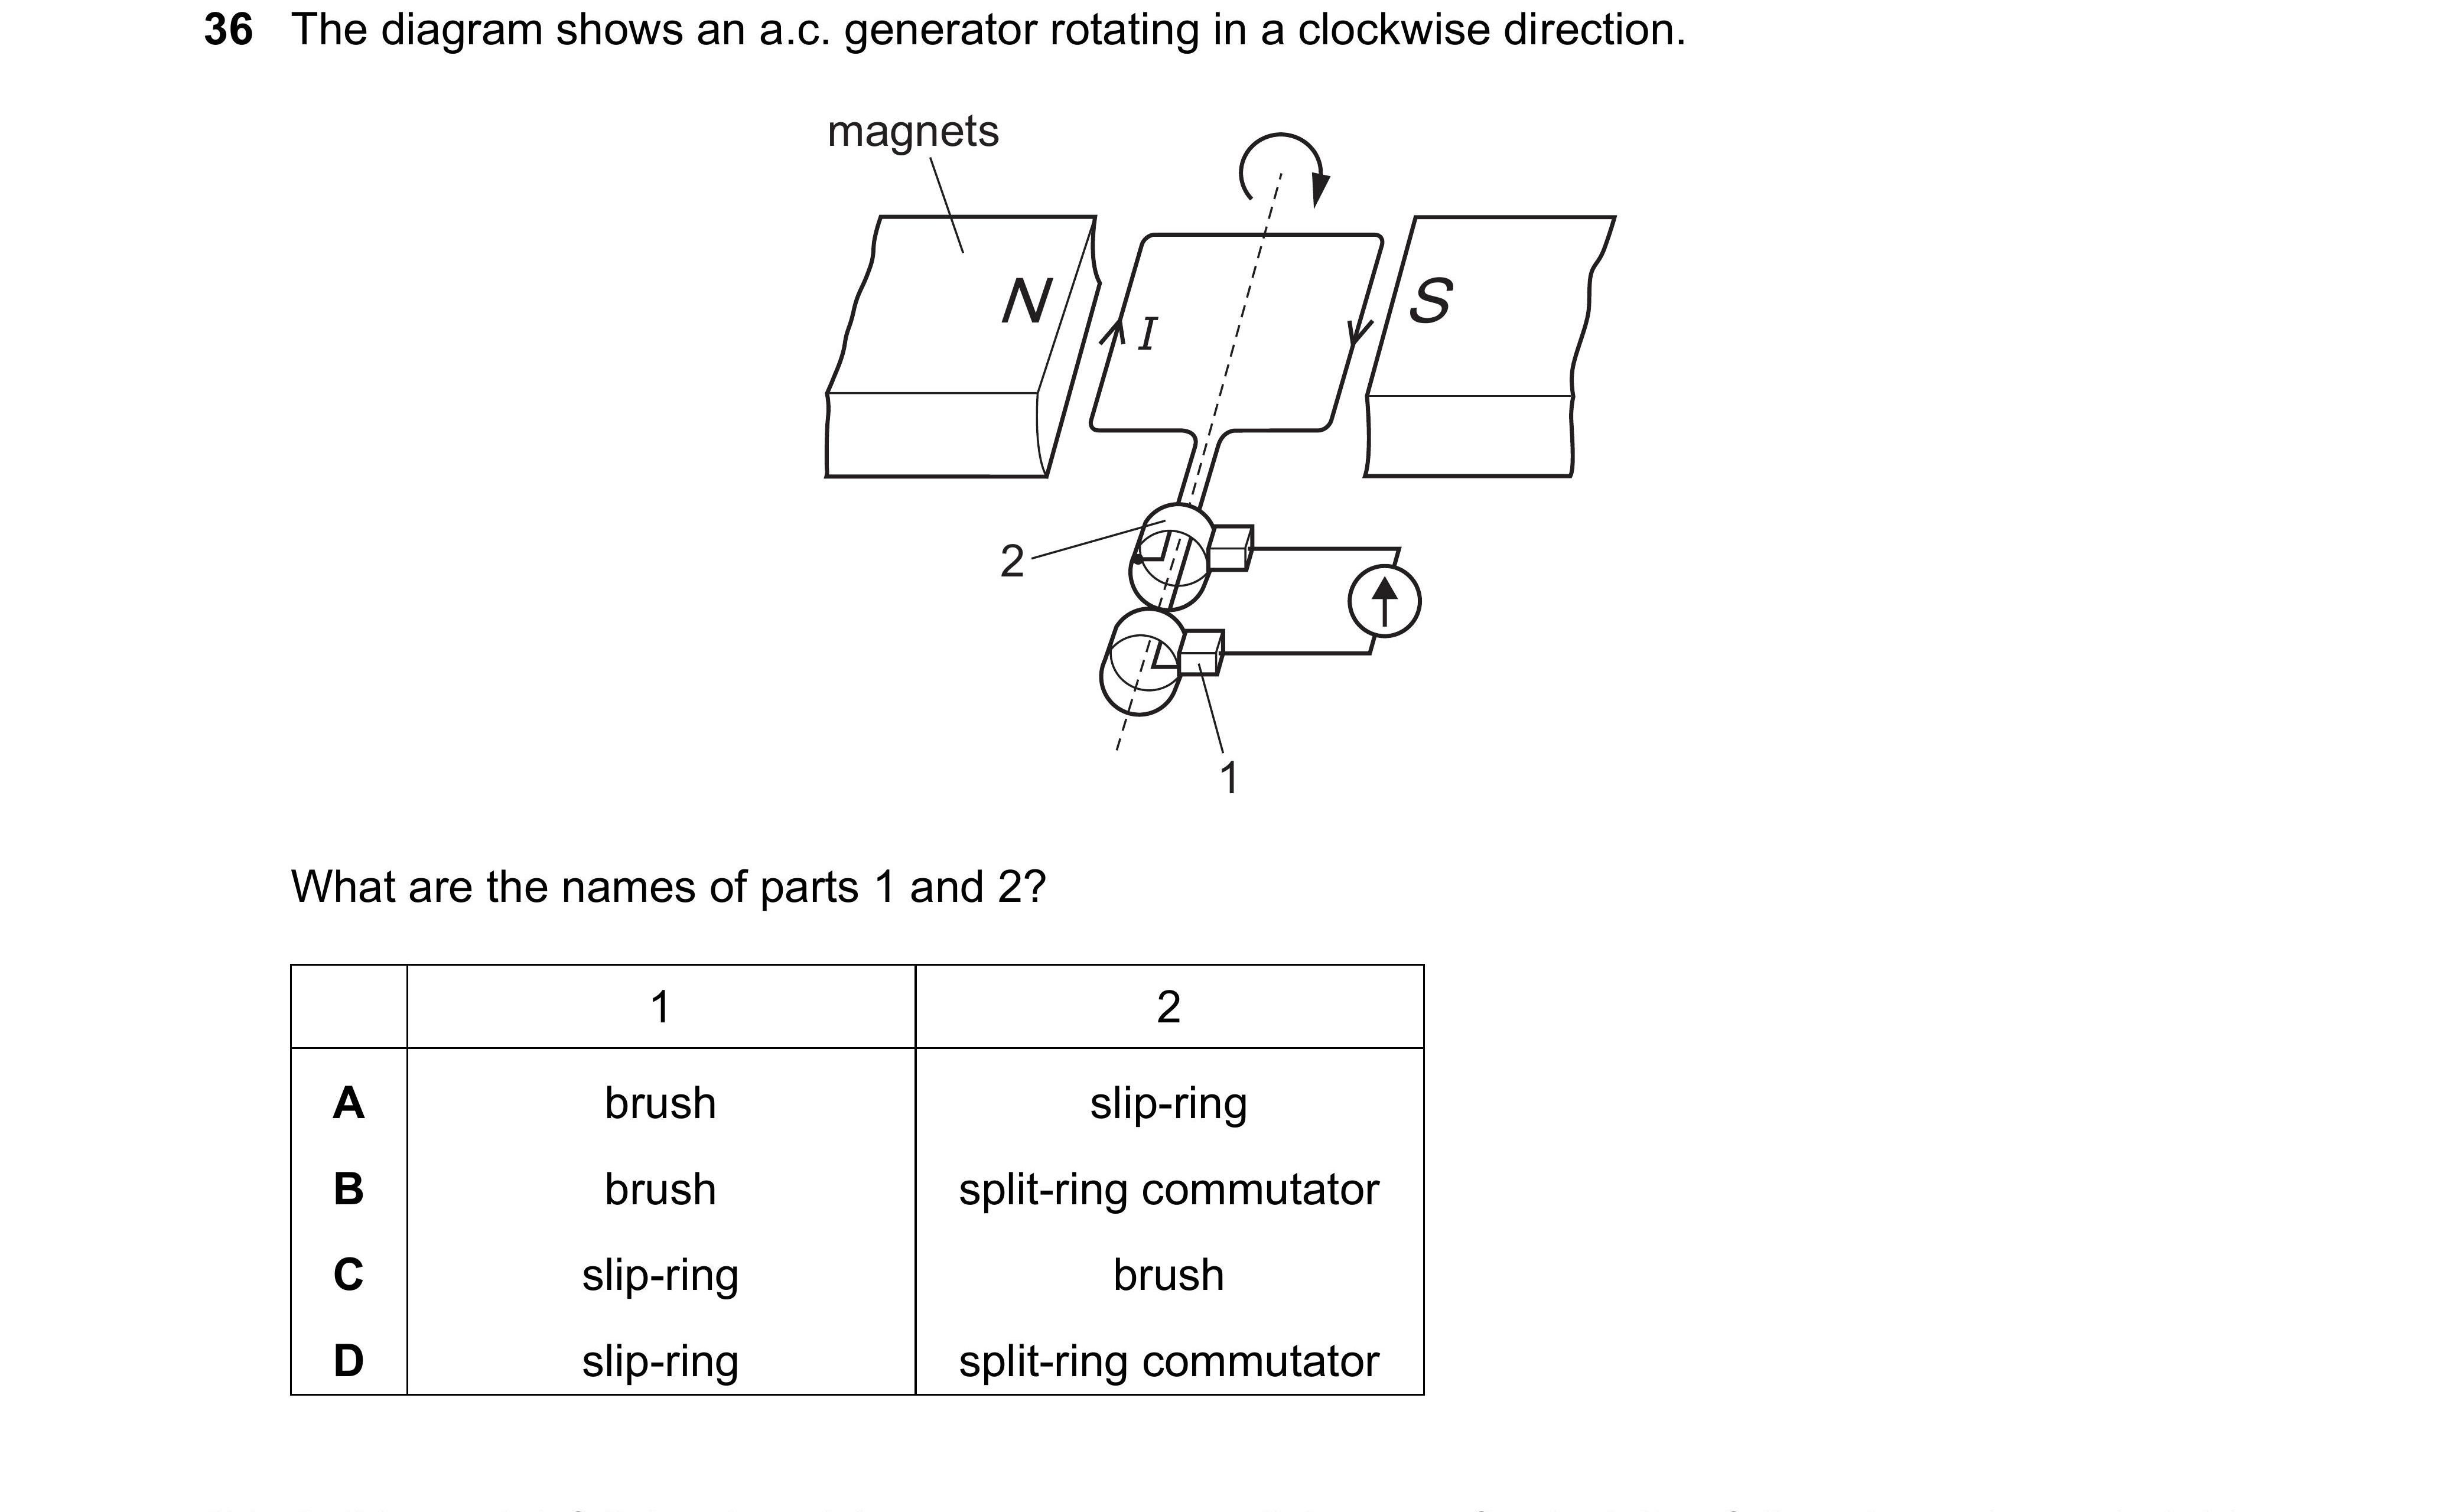 36 The diagram shows an a.c. generator rotating in a clockwise direction.
magnets
N
I
S
2
1
What are the names of parts 1 and 2?
1 2
A brush slip-ring
B brush split-ring commutator
C slip-ring brush
D slip-ring split-ring commutator